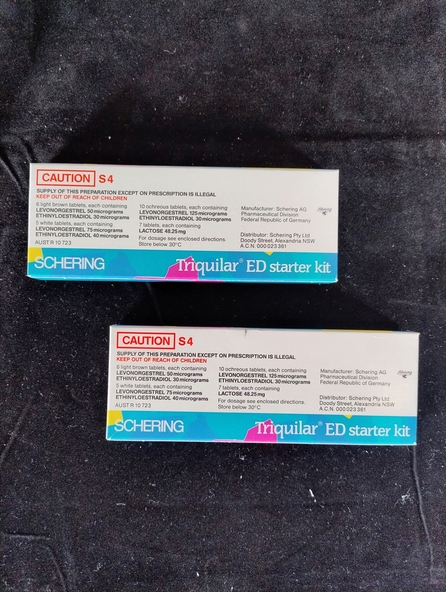 CAUTION S4
SUPPLY OF THIS PREPARATION EXCEPT ON PRESCRIPTION IS ILLEGAL
KEEP OUT OF REACH OF CHILDREN
6 light brown tablets, each containing
LEVONORGESTREL 50 micrograms
ETHINYLOESTRADIOL 30 micrograms
5 white tablets, each containing
LEVONORGESTREL 75 micrograms
ETHINYLOESTRADIOL 40 micrograms
AUST R 10 723
10 ochreous tablets, each containing
LEVONORGESTREL 125 micrograms
ETHINYLOESTRADIOL 30 micrograms
7 tablets, each containing
LACTOSE 48.25 mg
For dosage see enclosed directions
Store below 30°C
Manufacturer: Schering AG
Pharmaceutical Division
Federal Republic of Germany
Distributor: Schering Pty Ltd
Doody Street, Alexandria NSW
A.C.N. 000 023 361
SCHERING
Triquilar® ED starter kit
CAUTION S4
SUPPLY OF THIS PREPARATION EXCEPT ON PRESCRIPTION IS ILLEGAL
KEEP OUT OF REACH OF CHILDREN
6 light brown tablets, each containing
LEVONORGESTREL 50 micrograms
ETHINYLOESTRADIOL 30 micrograms
5 white tablets, each containing
LEVONORGESTREL 75 micrograms
ETHINYLOESTRADIOL 40 micrograms
AUST R 10 723
10 ochreous tablets, each containing
LEVONORGESTREL 125 micrograms
ETHINYLOESTRADIOL 30 micrograms
7 tablets, each containing
LACTOSE 48.25 mg
For dosage see enclosed directions.
Store below 30°C
Manufacturer: Schering AG
Pharmaceutical Division
Federal Republic of Germany
Distributor: Schering Pty Ltd
Doody Street, Alexandria NSW
A.C.N. 000 023 361
SCHERING
Triquilar® ED starter kit